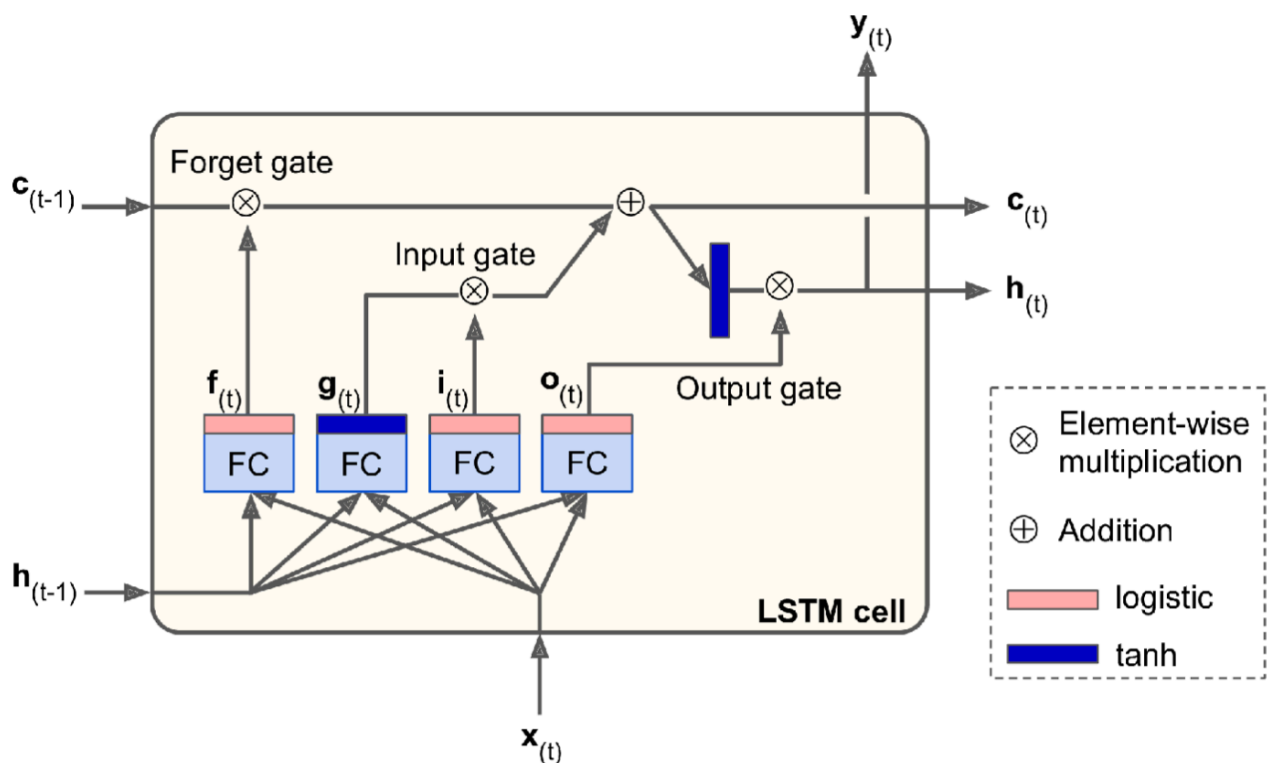 y(t)
Forget gate
c(t-1)
c(t)
Input gate
h(t)
f(t)
g(t)
i(t)
o(t)
Output gate
FC
FC
FC
FC
Element-wise
multiplication
Addition
h(t-1)
LSTM cell
logistic
tanh
x(t)